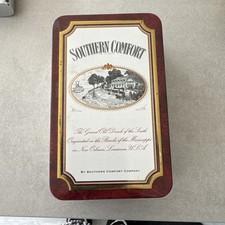 SOUTHERN COMFORT
The Grand Old Drink of the South
Originated on the Banks of the Mississippi
in New Orleans, Louisiana, U.S.A.
BY SOUTHERN COMFORT COMPANY